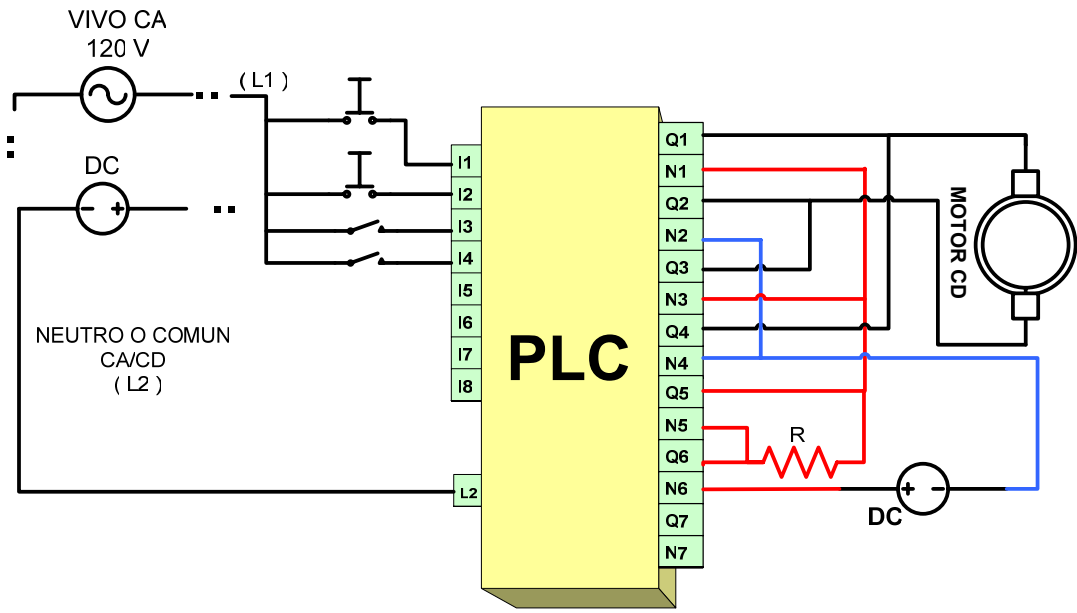 VIVO CA
120 V
( L1 )
DC
NEUTRO O COMUN
CA/CD
( L2 )
I1
I2
I3
I4
I5
I6
I7
I8
L2
PLC
Q1
N1
Q2
N2
Q3
N3
Q4
N4
Q5
N5
Q6
N6
Q7
N7
MOTOR CD
R
DC